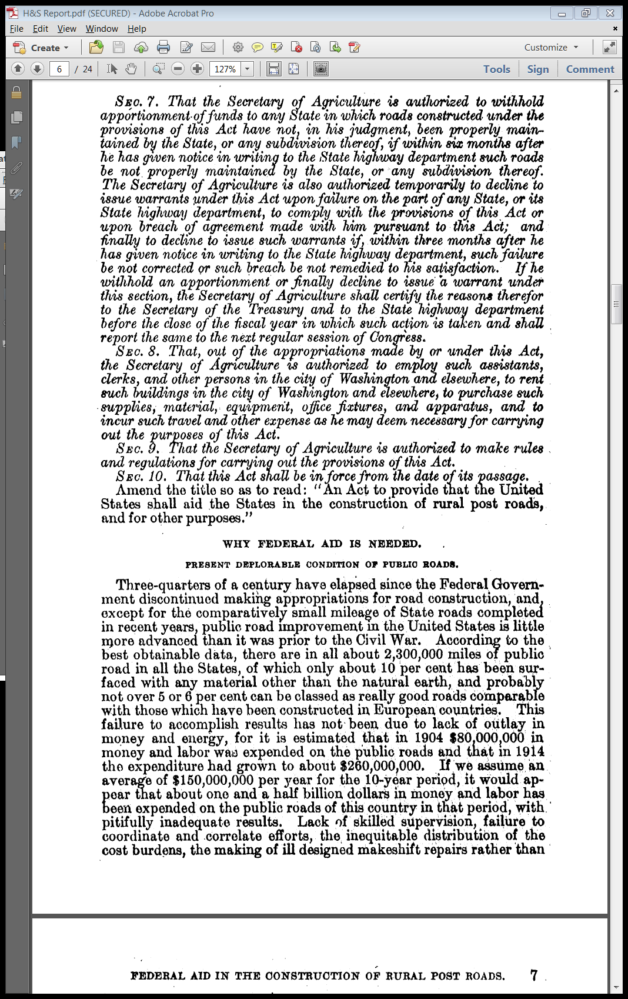 H&S Report.pdf (SECURED) - Adobe Acrobat Pro
File Edit View Window Help
Create
Customize
6 / 24
127%
Tools Sign Comment
SEC. 7. That the Secretary of Agriculture is authorized to withhold
apportionment of funds to any State in which roads constructed under the
provisions of this Act have not, in his judgment, been properly main-
tained by the State, or any subdivision thereof, if within six months after
he has given notice in writing to the State highway department such roads
be not properly maintained by the State, or any subdivision thereof.
The Secretary of Agriculture is also authorized temporarily to decline to
issue warrants under this Act upon failure on the part of any State, or its
State highway department, to comply with the provisions of this Act or
upon breach of agreement made with him pursuant to this Act; and
finally to decline to issue such warrants if, within three months after he
has given notice in writing to the State highway department, such failure
be not corrected or such breach be not remedied to his satisfaction. If he
withhold an apportionment or finally decline to issue a warrant under
this section, the Secretary of Agriculture shall certify the reasons therefor
to the Secretary of the Treasury and to the State highway department
before the close of the fiscal year in which such action is taken and shall
report the same to the next regular session of Congress.
SEC. 8. That, out of the appropriations made by or under this Act,
the Secretary of Agriculture is authorized to employ such assistants,
clerks, and other persons in the city of Washington and elsewhere, to rent
such buildings in the city of Washington and elsewhere, to purchase such
supplies, material, equipment, office fixtures, and apparatus, and to
incur such travel and other expense as he may deem necessary for carrying
out the purposes of this Act.
SEC. 9. That the Secretary of Agriculture is authorized to make rules
and regulations for carrying out the provisions of this Act.
SEC. 10. That this Act shall be in force from the date of its passage.
Amend the title so as to read: "An Act to provide that the United
States shall aid the States in the construction of rural post roads,
and for other purposes."
WHY FEDERAL AID IS NEEDED.
PRESENT DEPLORABLE CONDITION OF PUBLIC ROADS.
Three-quarters of a century have elapsed since the Federal Govern-
ment discontinued making appropriations for road construction, and,
except for the comparatively small mileage of State roads completed
in recent years, public road improvement in the United States is little
more advanced than it was prior to the Civil War. According to the
best obtainable data, there are in all about 2,300,000 miles of public
road in all the States, of which only about 10 per cent has been sur-
faced with any material other than the natural earth, and probably
not over 5 or 6 per cent can be classed as really good roads comparable
with those which have been constructed in European countries. This
failure to accomplish results has not been due to lack of outlay in
money and energy, for it is estimated that in 1904 $80,000,000 in
money and labor was expended on the public roads and that in 1914
the expenditure had grown to about $260,000,000. If we assume an
average of $150,000,000 per year for the 10-year period, it would ap-
pear that about one and a half billion dollars in money and labor has
been expended on the public roads of this country in that period, with
pitifully inadequate results. Lack of skilled supervision, failure to
coordinate and correlate efforts, the inequitable distribution of the
cost burdens, the making of ill designed makeshift repairs rather than
FEDERAL AID IN THE CONSTRUCTION OF RURAL POST ROADS. 7